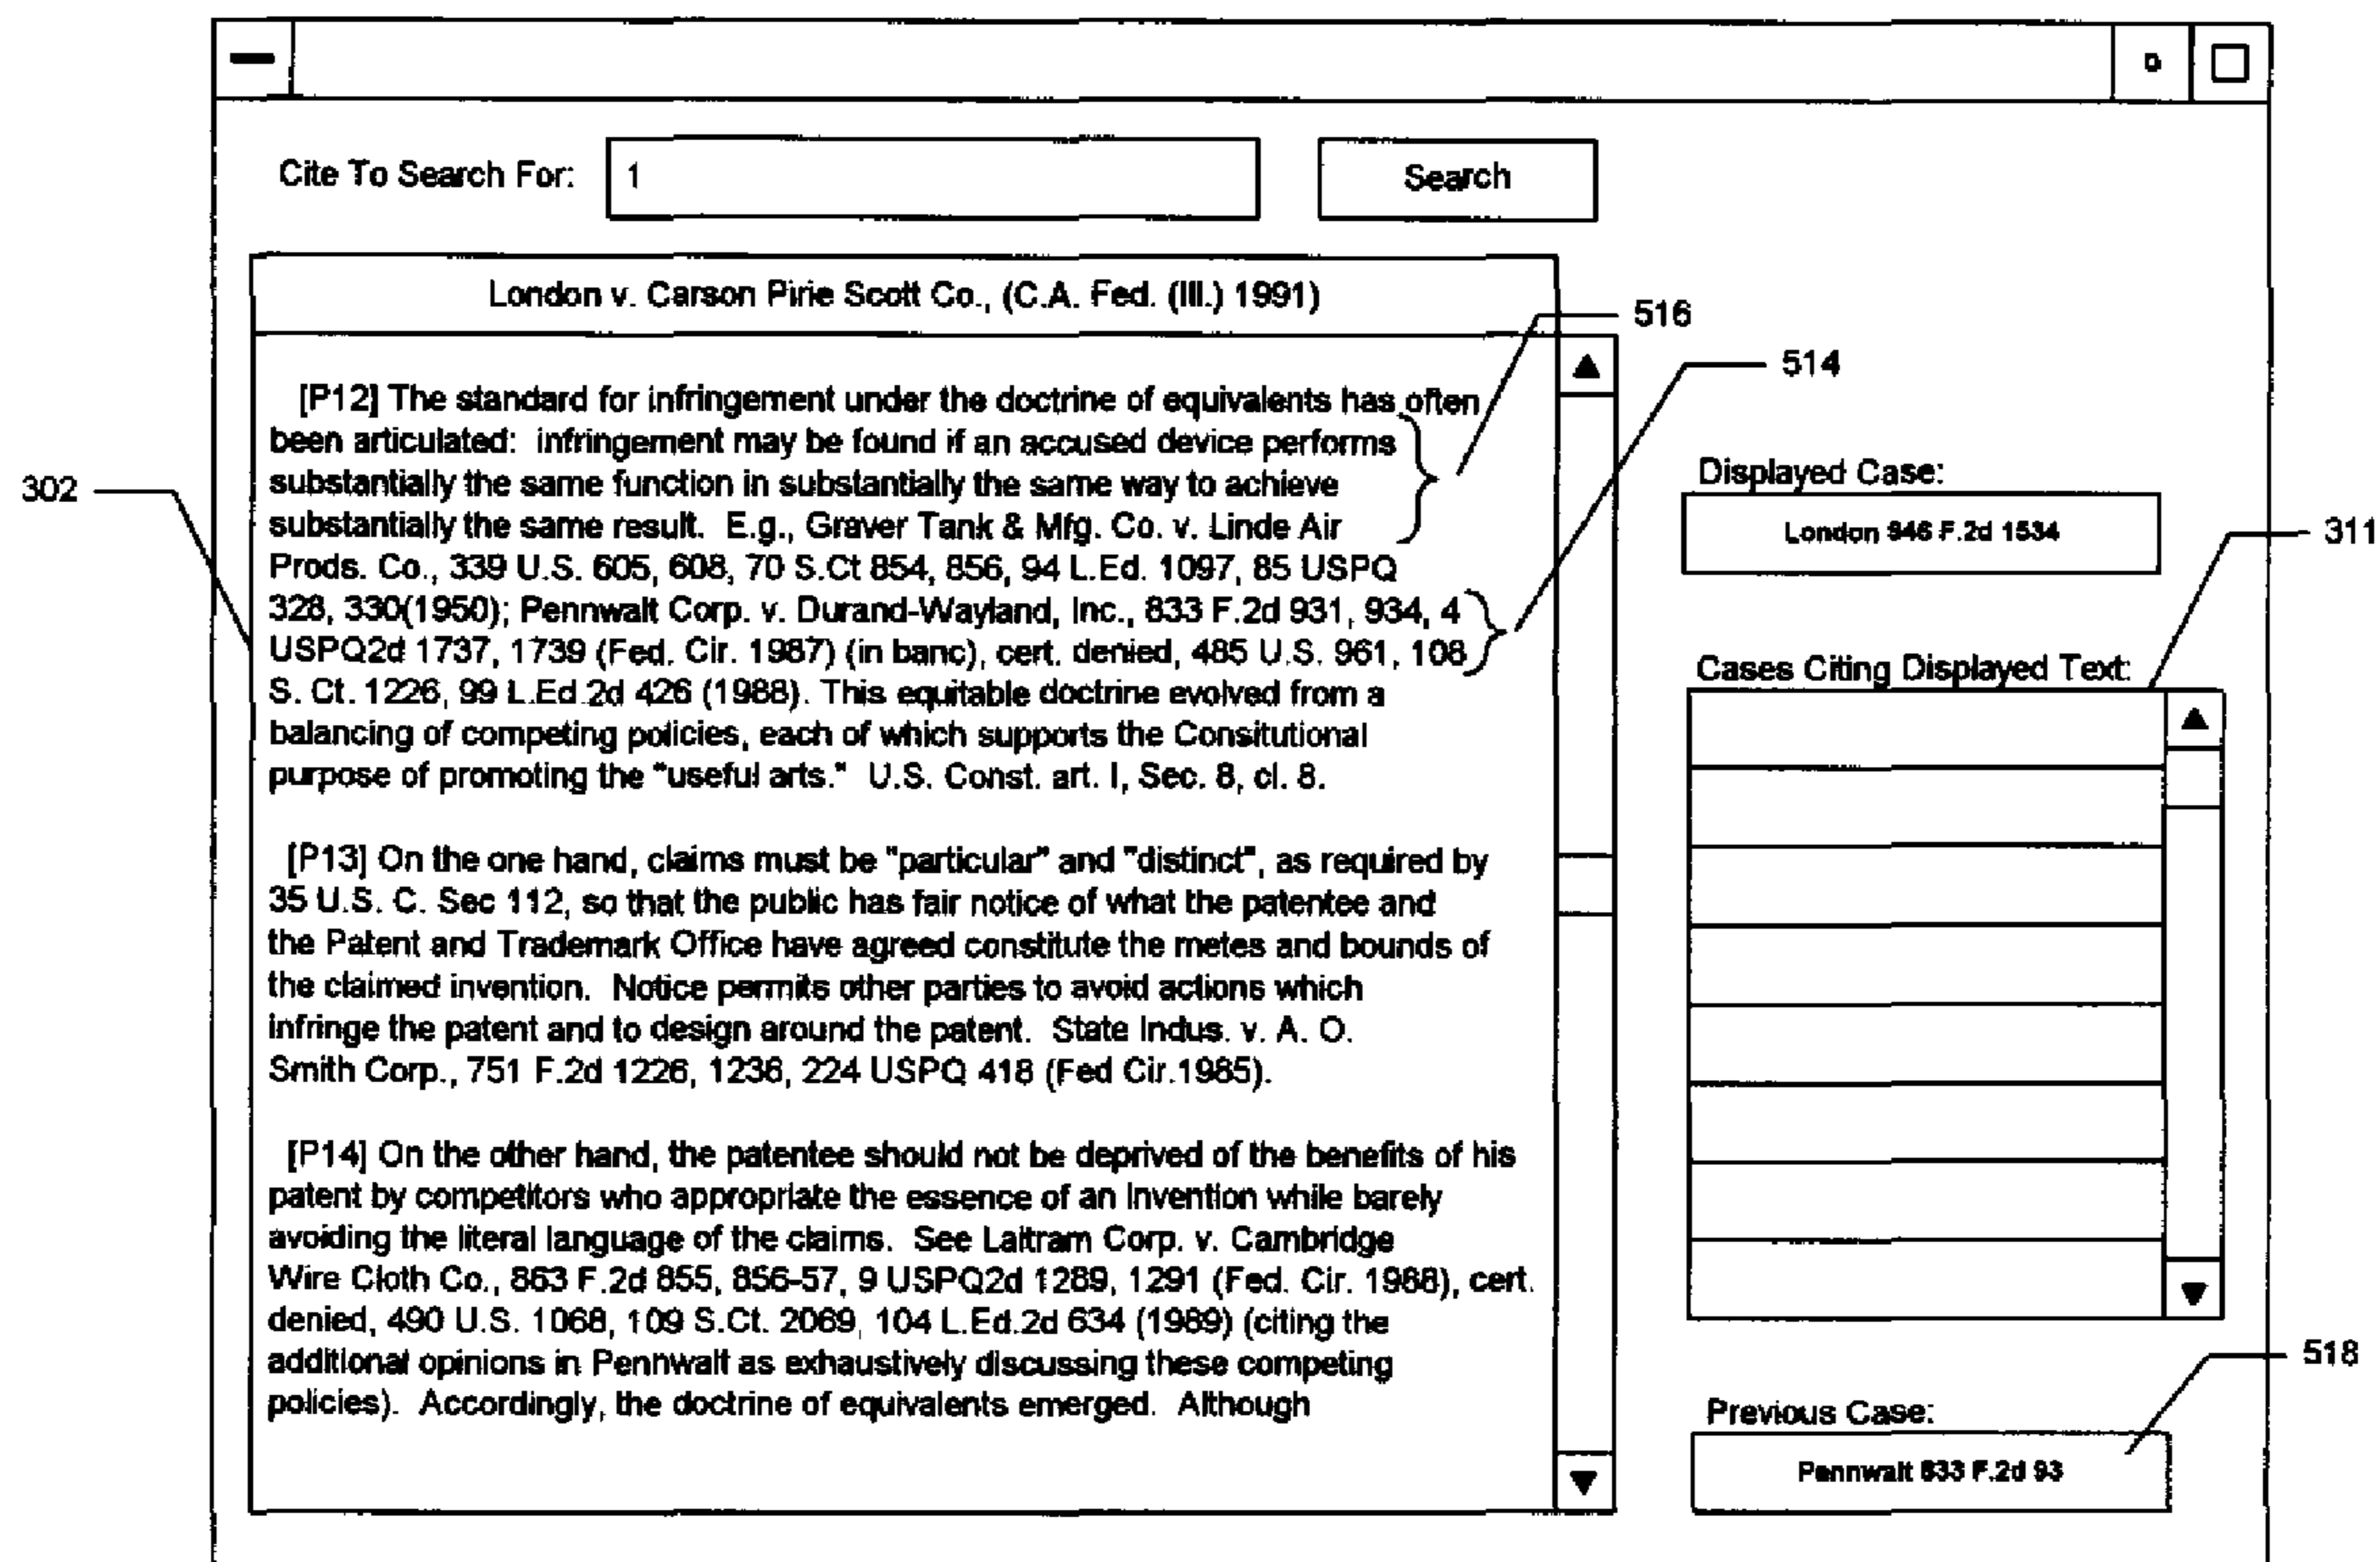 Cite To Search For: 1 Search
London v. Carson Pirie Scott Co., (C.A. Fed. (Ill.) 1991)
516
514
[P12] The standard for infringement under the doctrine of equivalents has often
been articulated: infringement may be found if an accused device performs
substantially the same function in substantially the same way to achieve
substantially the same result. E.g., Graver Tank & Mfg. Co. v. Linde Air
Prods. Co., 339 U.S. 605, 608, 70 S.Ct 854, 856, 94 L.Ed. 1097, 85 USPQ
328, 330(1950); Pennwalt Corp. v. Durand-Wayland, Inc., 833 F.2d 931, 934, 4
USPQ2d 1737, 1739 (Fed. Cir. 1987) (in banc), cert. denied, 485 U.S. 961, 108
S. Ct. 1226, 99 L.Ed.2d 426 (1988). This equitable doctrine evolved from a
balancing of competing policies, each of which supports the Consitutional
purpose of promoting the "useful arts." U.S. Const. art. I, Sec. 8, cl. 8.
[P13] On the one hand, claims must be "particular" and "distinct", as required by
35 U.S. C. Sec 112, so that the public has fair notice of what the patentee and
the Patent and Trademark Office have agreed constitute the metes and bounds of
the claimed invention. Notice permits other parties to avoid actions which
infringe the patent and to design around the patent. State Indus. v. A. O.
Smith Corp., 751 F.2d 1226, 1236, 224 USPQ 418 (Fed Cir.1985).
[P14] On the other hand, the patentee should not be deprived of the benefits of his
patent by competitors who appropriate the essence of an invention while barely
avoiding the literal language of the claims. See Laitram Corp. v. Cambridge
Wire Cloth Co., 863 F.2d 855, 856-57, 9 USPQ2d 1289, 1291 (Fed. Cir. 1988), cert.
denied, 490 U.S. 1068, 109 S.Ct. 2069, 104 L.Ed.2d 634 (1989) (citing the
additional opinions in Pennwalt as exhaustively discussing these competing
policies). Accordingly, the doctrine of equivalents emerged. Although
302
Displayed Case:
London 946 F.2d 1534
311
Cases Citing Displayed Text:
518
Previous Case:
Pennwalt 833 F.2d 93